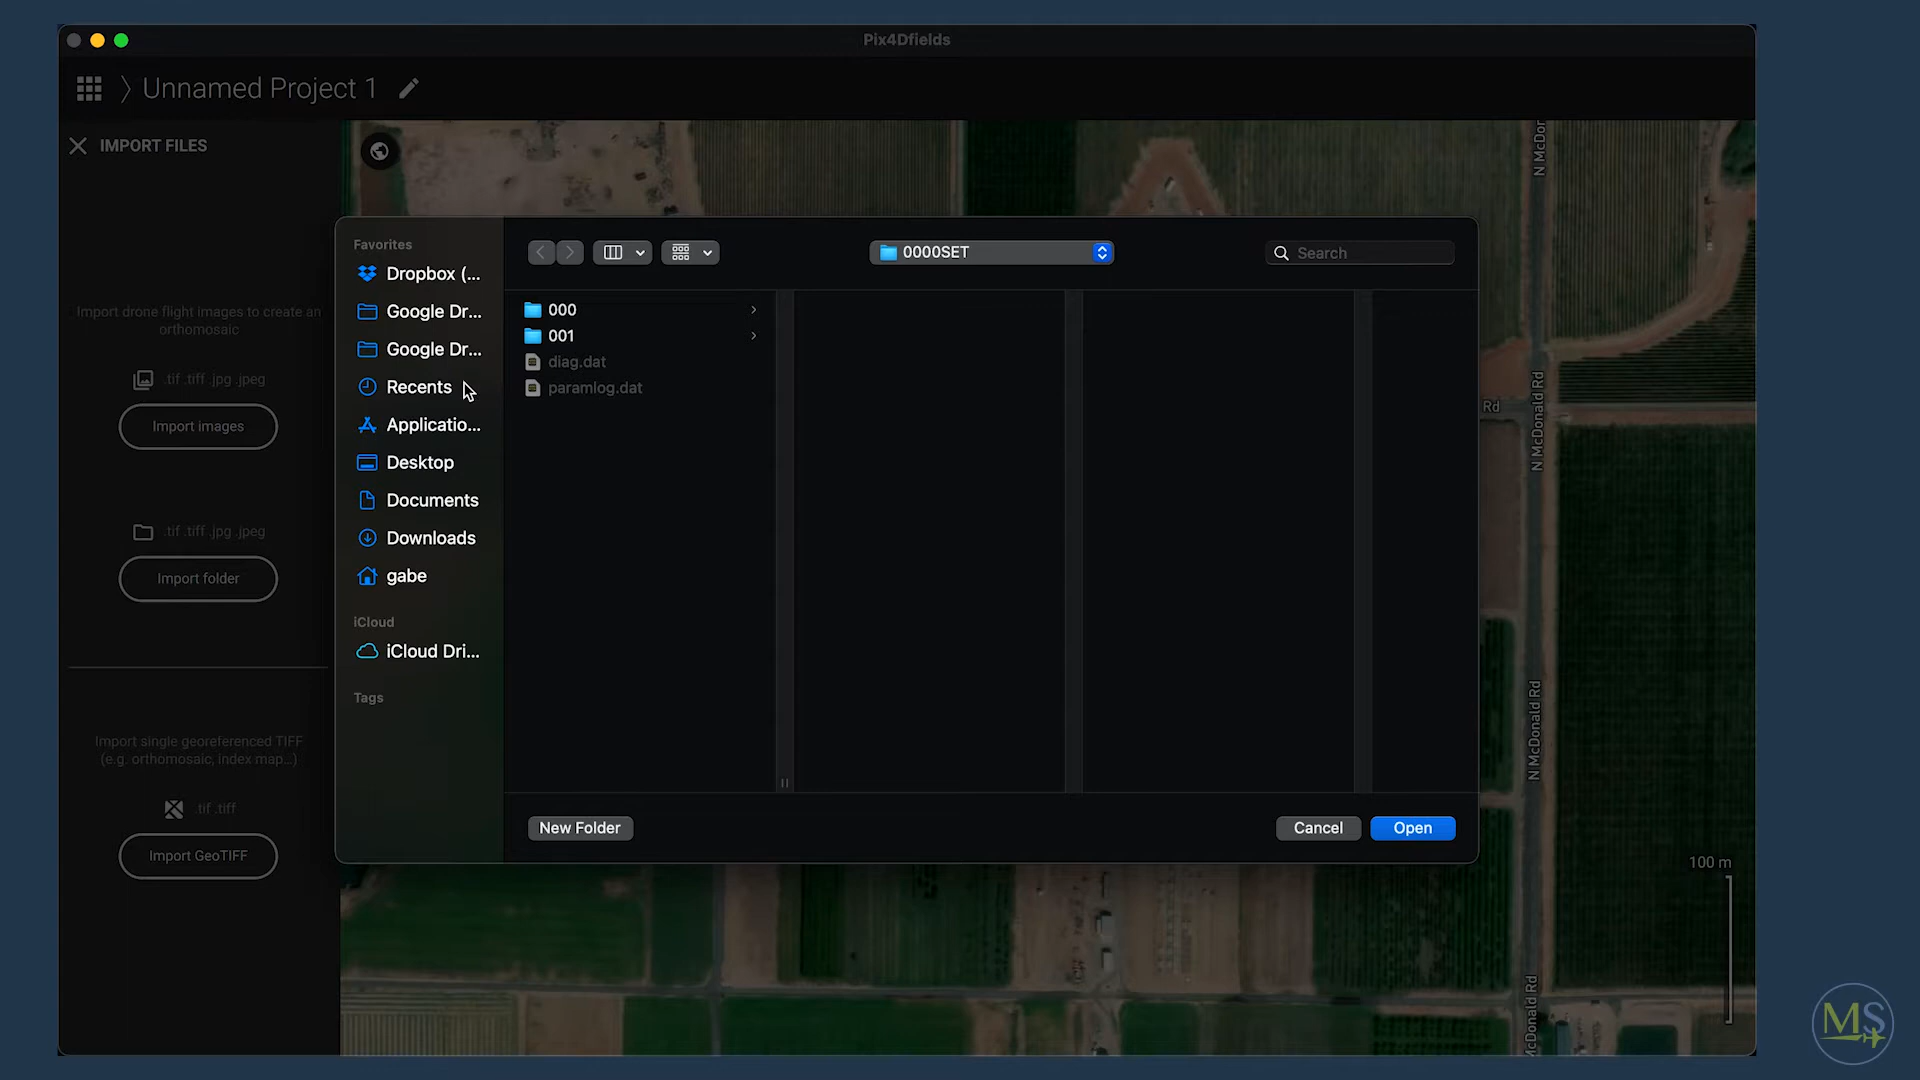 Pix4Dfields
Unnamed Project 1
IMPORT FILES
Import drone flight images to create an
orthomosaic
.tif .tiff .jpg .jpeg
Import images
.tif .tiff .jpg .jpeg
Import folder
Import single georeferenced TIFF
(e.g. orthomosaic, index map...)
.tif .tiff
Import GeoTIFF
Favorites
Dropbox (...
Google Dr...
Google Dr...
Recents
Applicatio...
Desktop
Documents
Downloads
gabe
iCloud
iCloud Dri...
Tags
0000SET
Search
000
001
diag.dat
paramlog.dat
New Folder
Cancel
Open
N McDon
Rd
N McDonald Rd
N McDonald Rd
McDonald Rd
100 m
MS